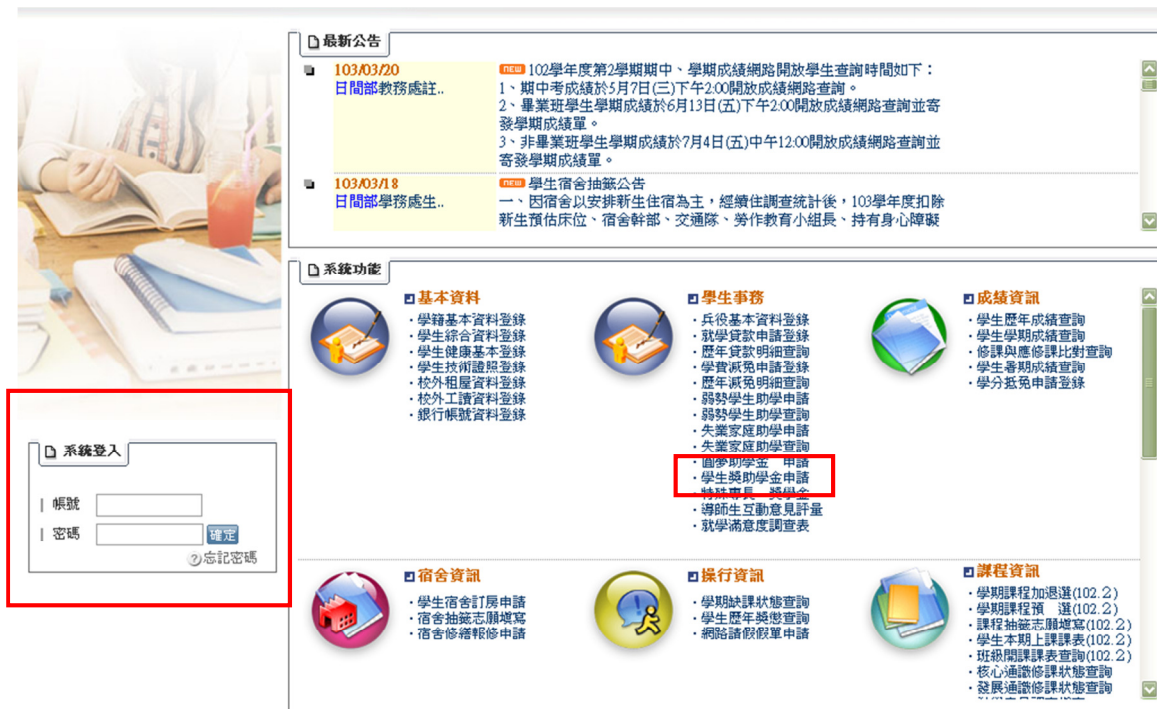 最新公告
103/03/20
日間部教務處註..
new 102學年度第2學期期中、學期成績網路開放學生查詢時間如下：
1、期中考成績於5月7日(三)下午2:00開放成績網路查詢。
2、畢業班學生學期成績於6月13日(五)下午2:00開放成績網路查詢並寄
發學期成績單。
3、非畢業班學生學期成績於7月4日(五)中午12:00開放成績網路查詢並
寄發學期成績單。
103/03/18
日間部學務處生..
new 學生宿舍抽籤公告
一、因宿舍以安排新生住宿為主，經續住調查統計後，103學年度扣除
新生預估床位、宿舍幹部、交通隊、勞作教育小組長、持有身心障礙
系統登入
帳號
密碼 確定
?忘記密碼
系統功能
基本資料
・學籍基本資料登錄
・學生綜合資料登錄
・學生健康基本登錄
・學生技術證照登錄
・校外租屋資料登錄
・校外工讀資料登錄
・銀行帳號資料登錄
學生事務
・兵役基本資料登錄
・就學貸款申請登錄
・歷年貸款明細查詢
・學費減免申請登錄
・歷年減免明細查詢
・弱勢學生助學申請
・弱勢學生助學查詢
・失業家庭助學申請
・失業家庭助學查詢
・圓夢助學金 申請
・學生獎助學金申請
・特殊專長 獎學金
・導師生互動意見評量
・就學滿意度調查表
成績資訊
・學生歷年成績查詢
・學生學期成績查詢
・修課與應修課比對查詢
・學生暑期成績查詢
・學分抵免申請登錄
宿舍資訊
・學生宿舍訂房申請
・宿舍抽籤志願填寫
・宿舍修繕報修申請
操行資訊
・學期缺課狀態查詢
・學生歷年獎懲查詢
・網路請假假單申請
課程資訊
・學期課程加退選(102.2)
・學期課程預 選(102.2)
・課程抽籤志願填寫(102.2)
・學生本期上課課表(102.2)
・班級開課課表查詢(102.2)
・核心通識修課狀態查詢
・發展通識修課狀態查詢